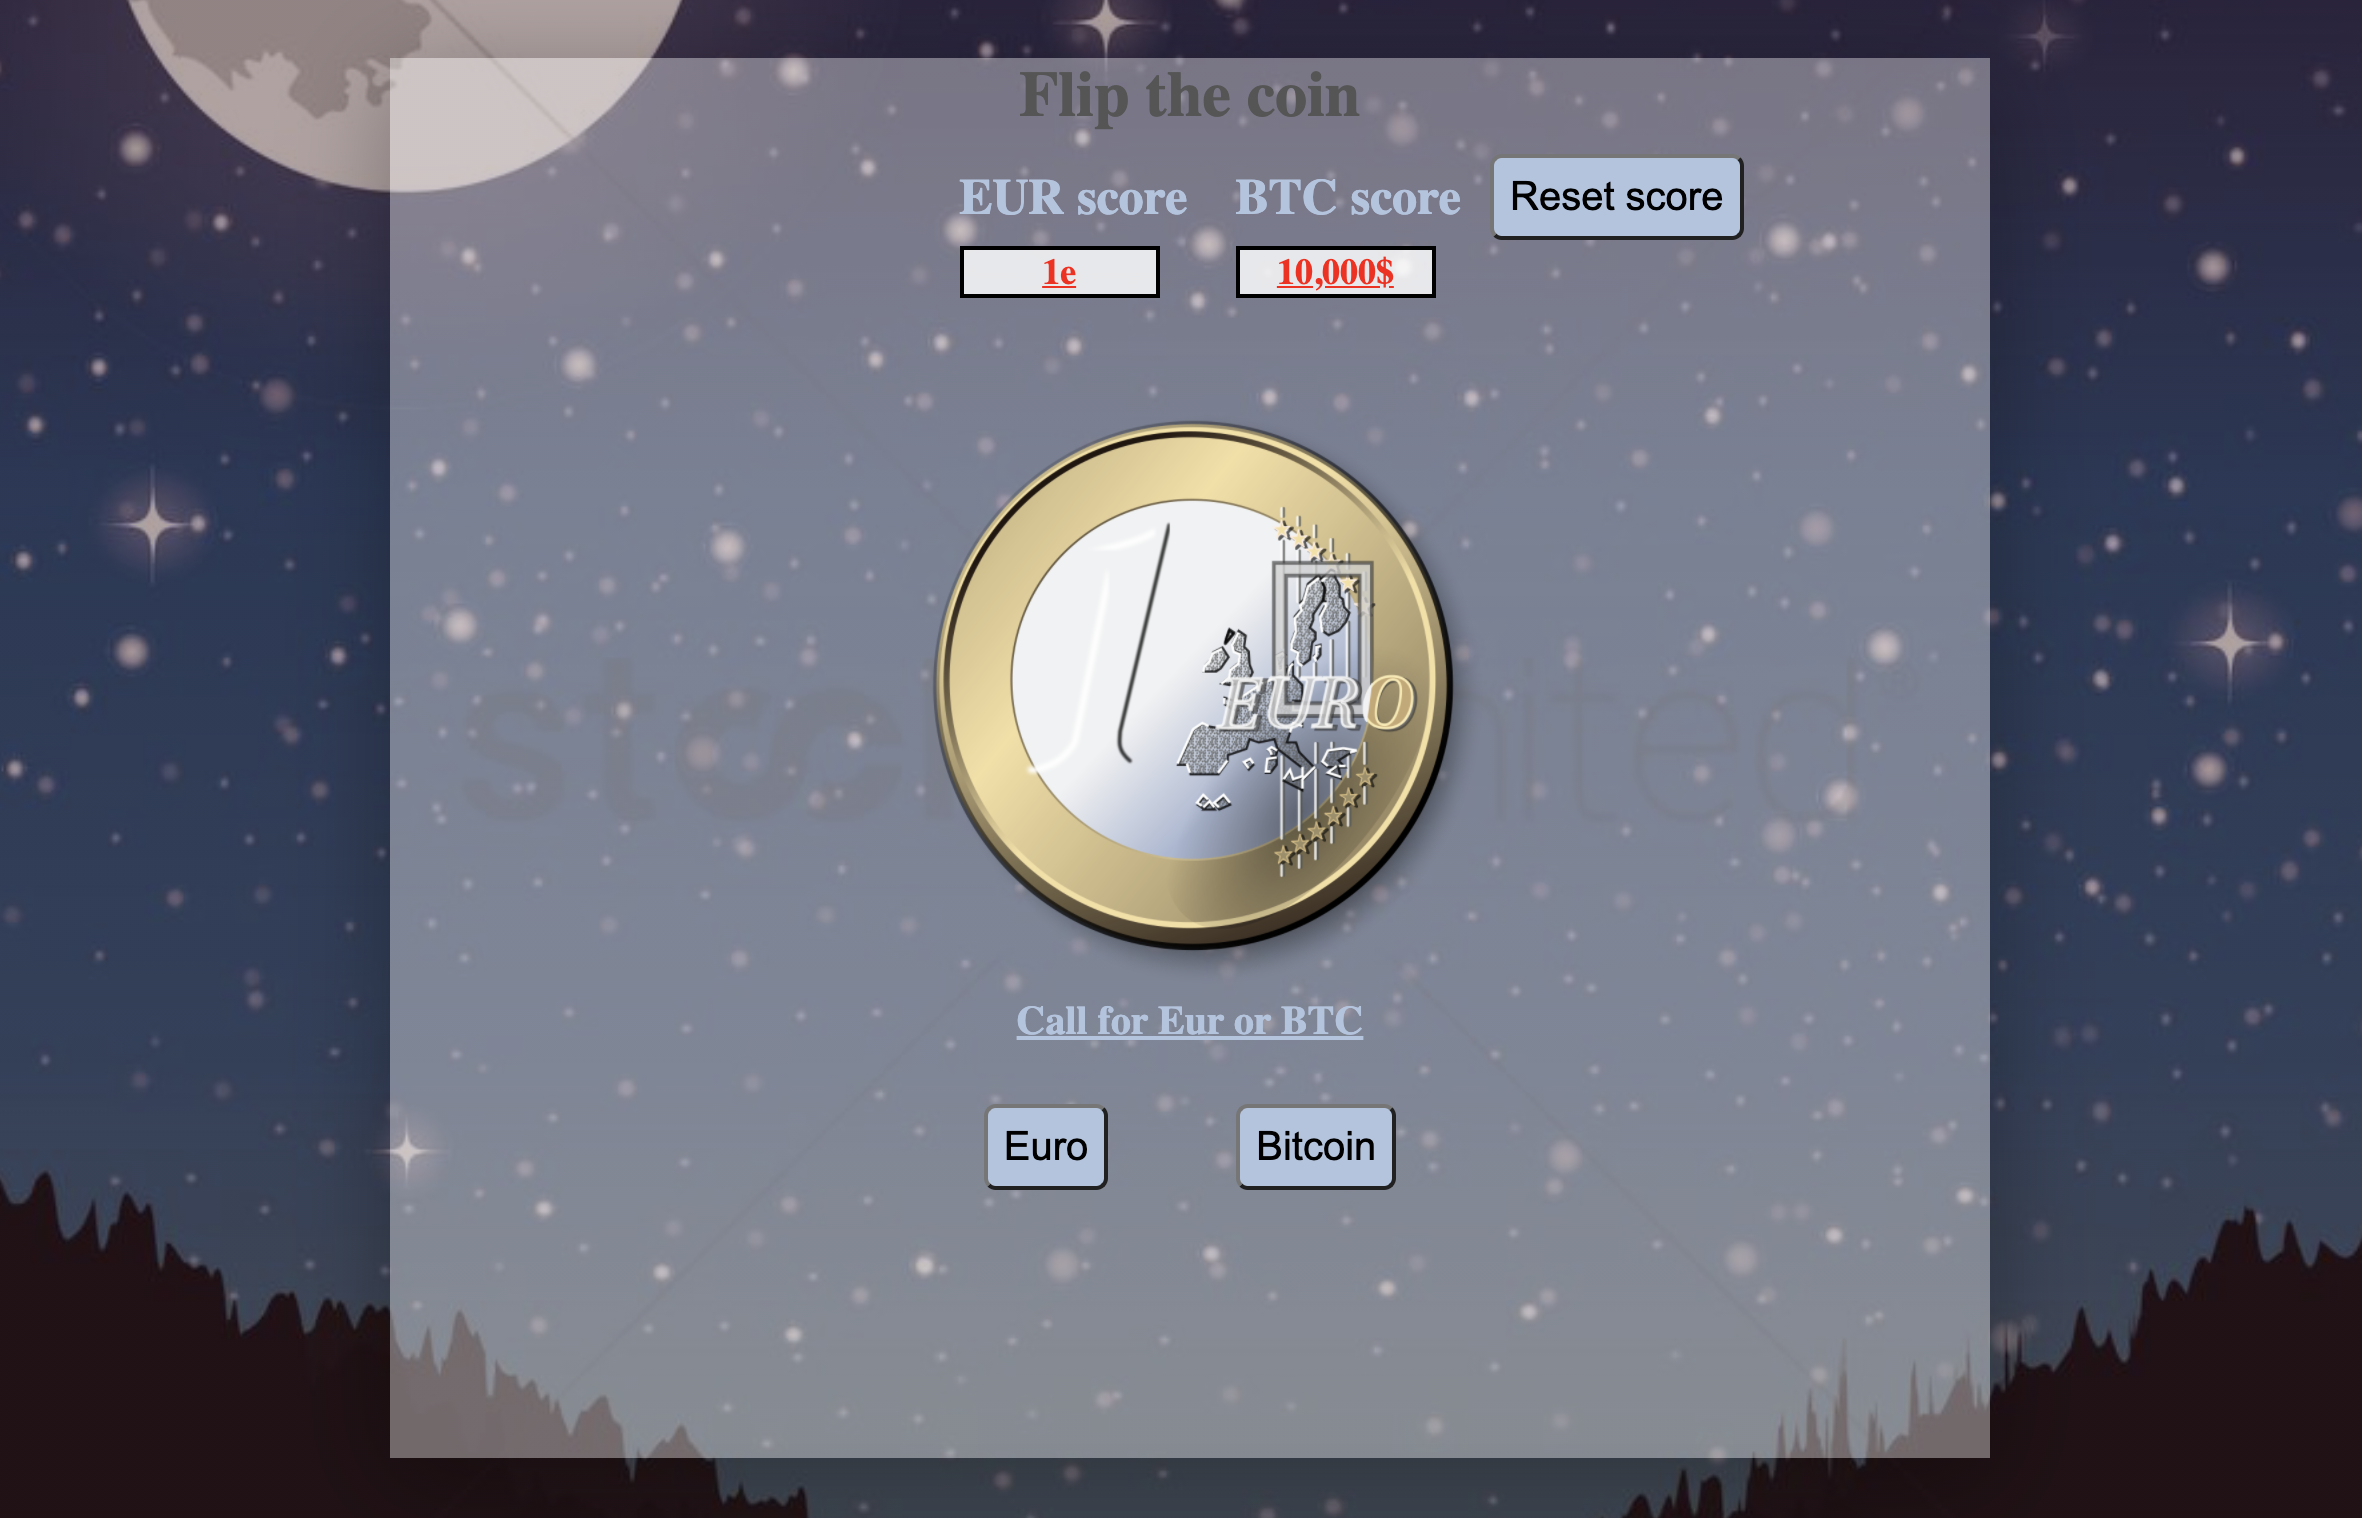 Flip the coin
EUR score BTC score Reset score
1e 10,000$
EURO
Call for Eur or BTC
Euro Bitcoin